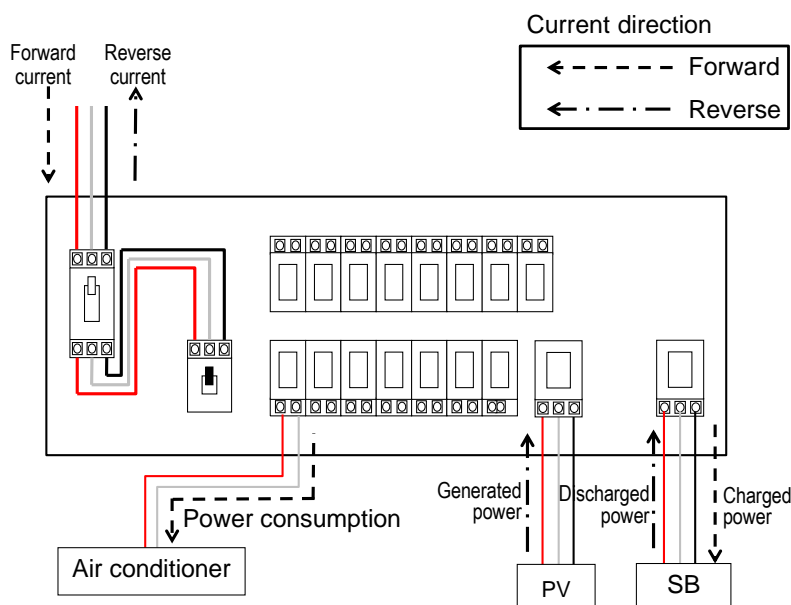 Current direction
Forward
Reverse
Forward
current
Reverse
current
Generated
power
Discharged
power
Charged
power
Power consumption
Air conditioner
PV
SB